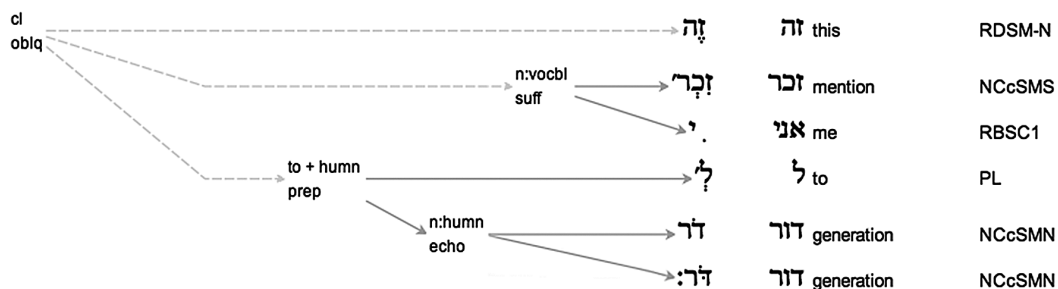 cl
oblq
זֶה זה this RDSM-N
n:vocbl
suff
זִכְר׳ זכר mention NCcSMS
ִי אני me RBSC1
to + humn
prep
לְ׳ ל to PL
n:humn
echo
דֹר דור generation NCcSMN
דֹּר׃ דור generation NCcSMN